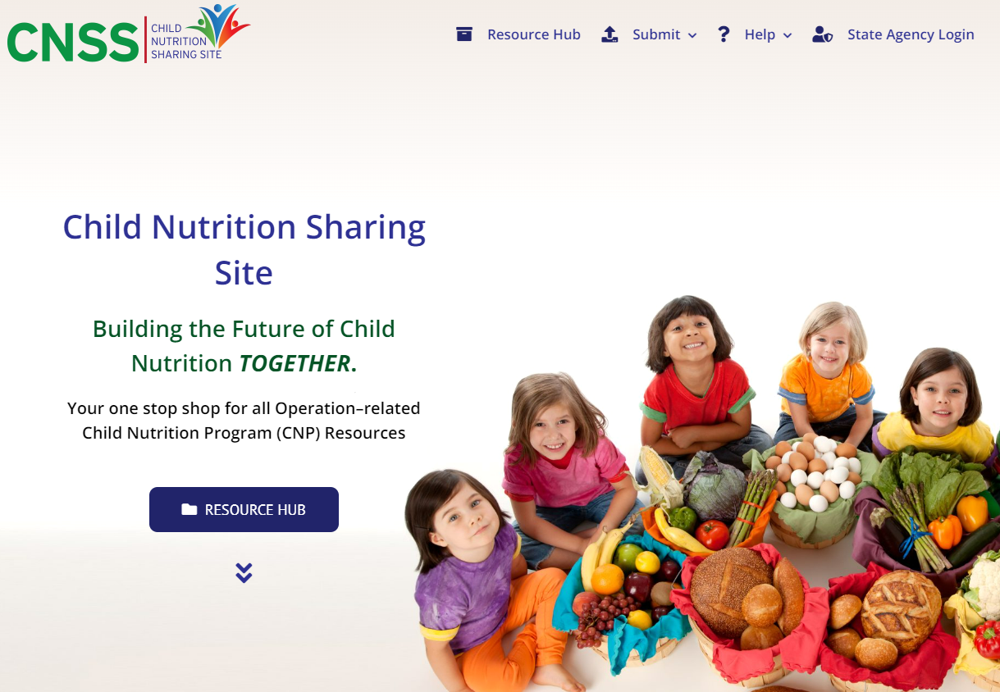 CNSS
CHILD
NUTRITION
SHARING SITE
Resource Hub
Submit
Help
State Agency Login
Child Nutrition Sharing
Site
Building the Future of Child
Nutrition TOGETHER.
Your one stop shop for all Operation–related
Child Nutrition Program (CNP) Resources
RESOURCE HUB